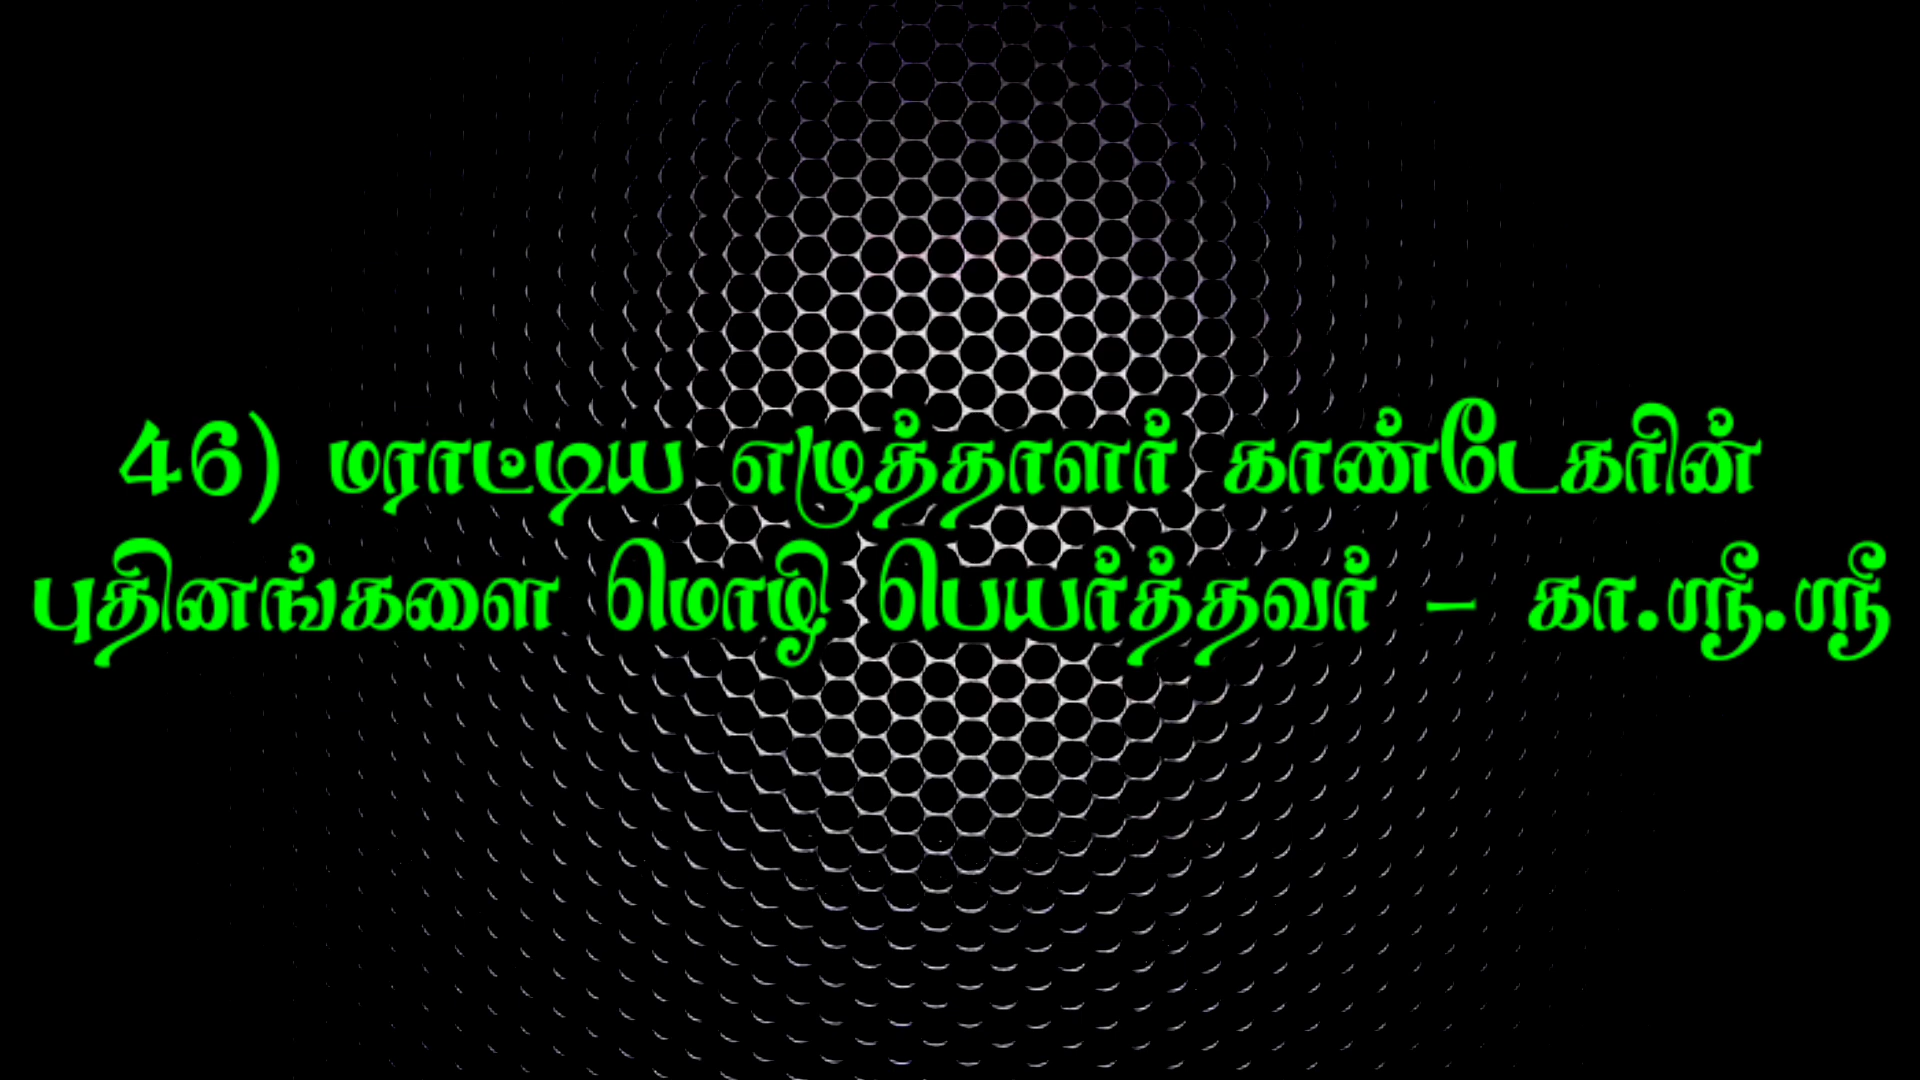 46) மராட்டிய எழுத்தாளர் காண்டேகரின்
புதினங்களை மொழி பெயர்த்தவர் - கா.ஸ்ரீ.ஸ்ரீ